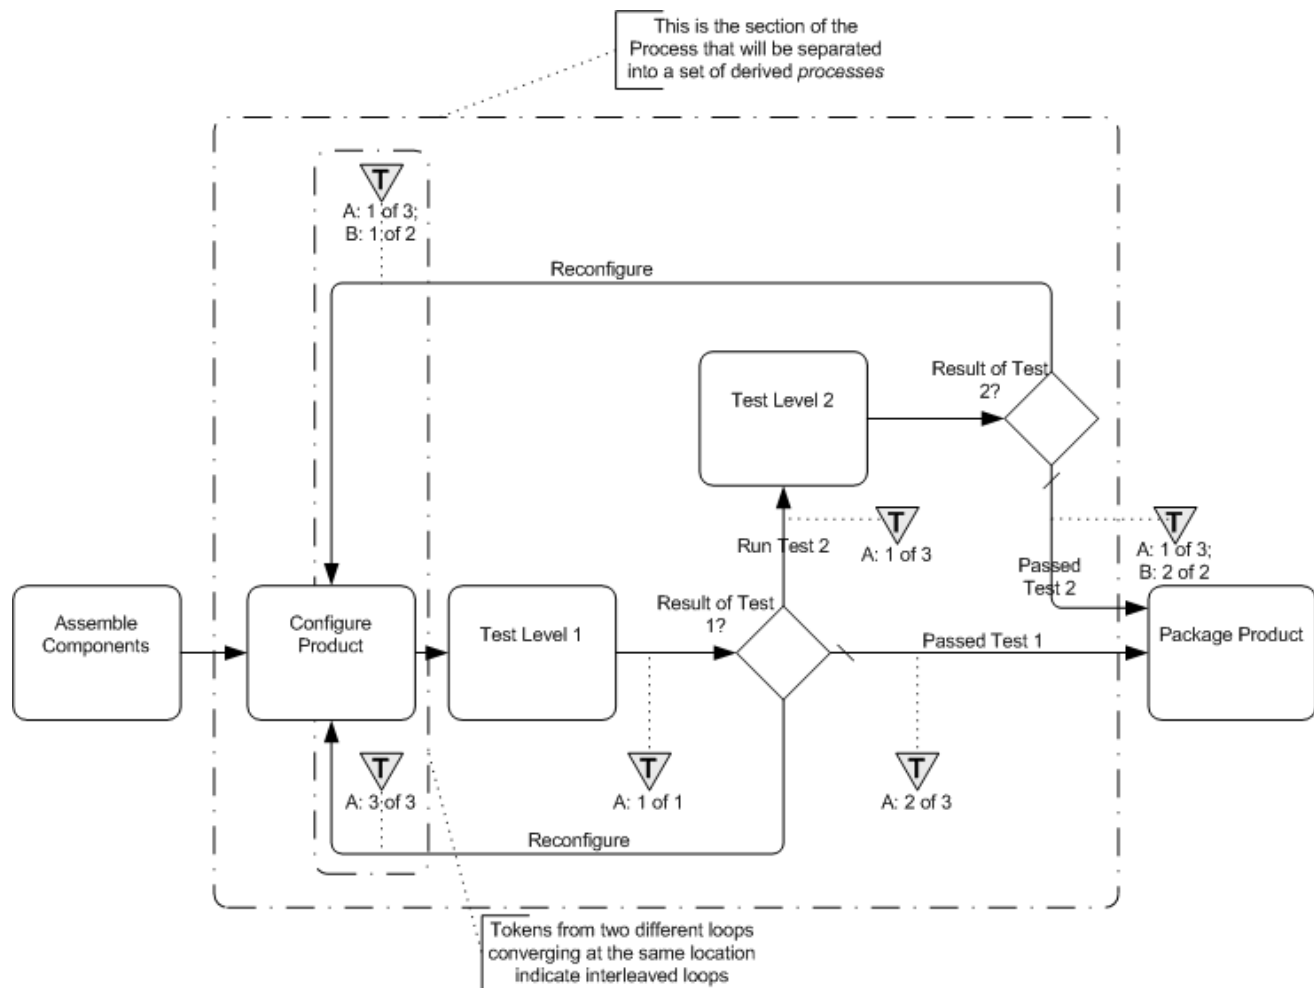 This is the section of the
Process that will be separated
into a set of derived processes
T
A: 1 of 3;
B: 1 of 2
Reconfigure
Result of Test
2?
Test Level 2
T
A: 1 of 3
T
A: 1 of 3;
B: 2 of 2
Run Test 2
Passed
Test 2
Assemble
Components
Configure
Product
Test Level 1
Result of Test
1?
Passed Test 1
Package Product
T
A: 3 of 3
T
A: 1 of 1
T
A: 2 of 3
Reconfigure
Tokens from two different loops
converging at the same location
indicate interleaved loops